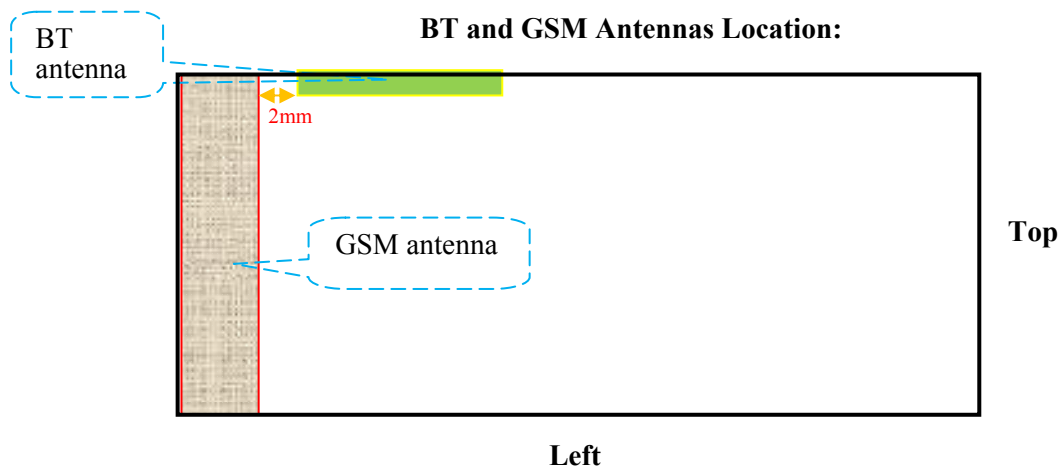 BT and GSM Antennas Location:
BT
antenna
2mm
GSM antenna
Top
Left